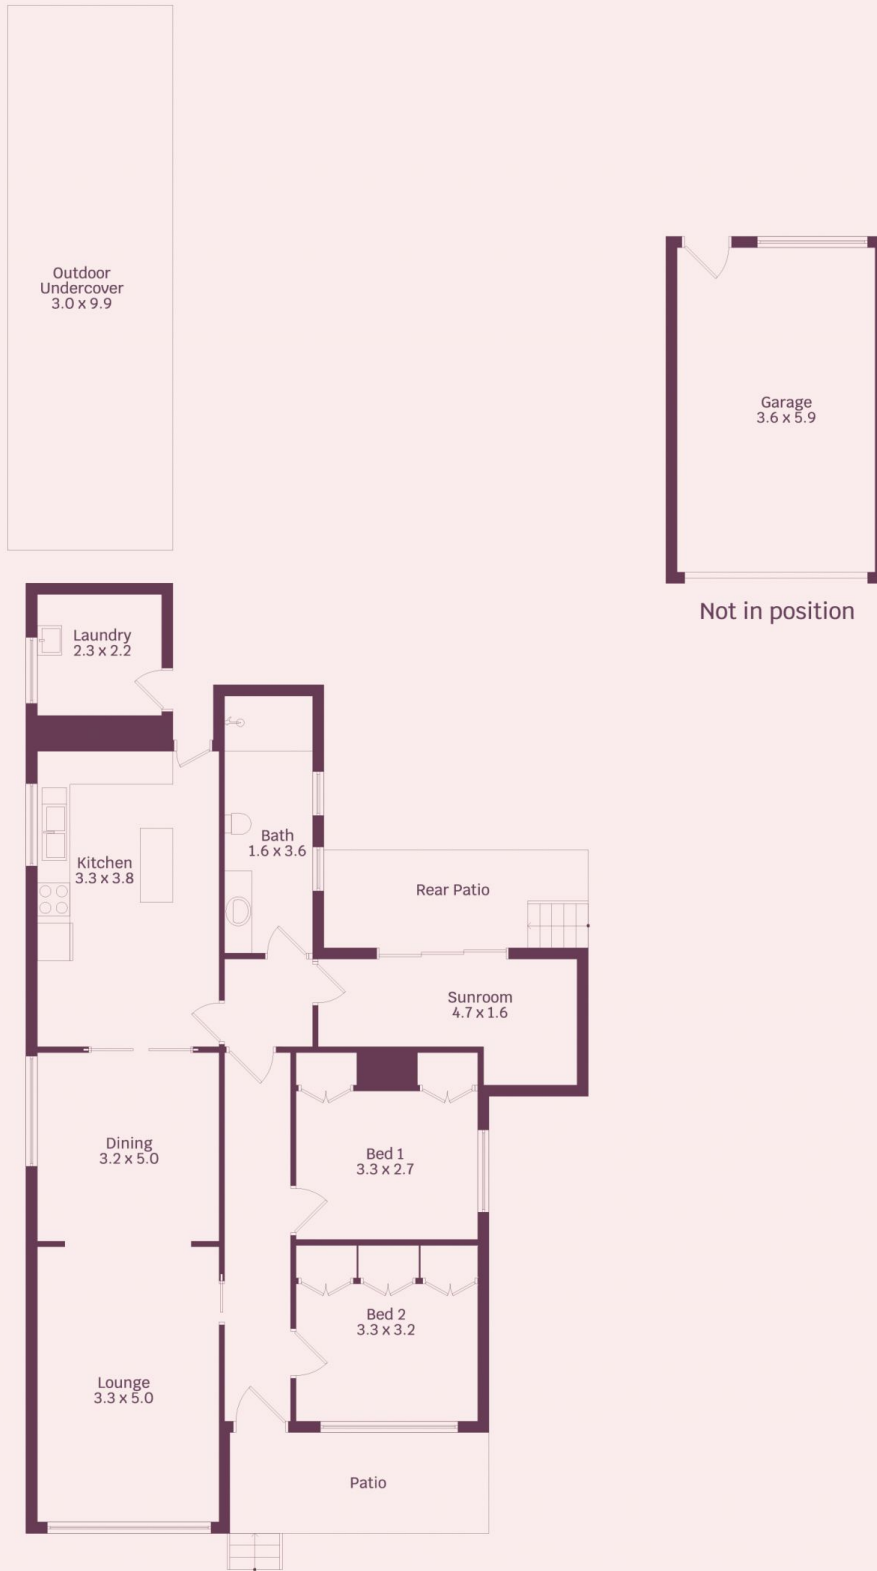 Outdoor
Undercover
3.0 x 9.9
Garage
3.6 x 5.9
Not in position
Laundry
2.3 x 2.2
Bath
1.6 x 3.6
Kitchen
3.3 x 3.8
Rear Patio
Sunroom
4.7 x 1.6
Dining
3.2 x 5.0
Bed 1
3.3 x 2.7
Bed 2
3.3 x 3.2
Lounge
3.3 x 5.0
Patio